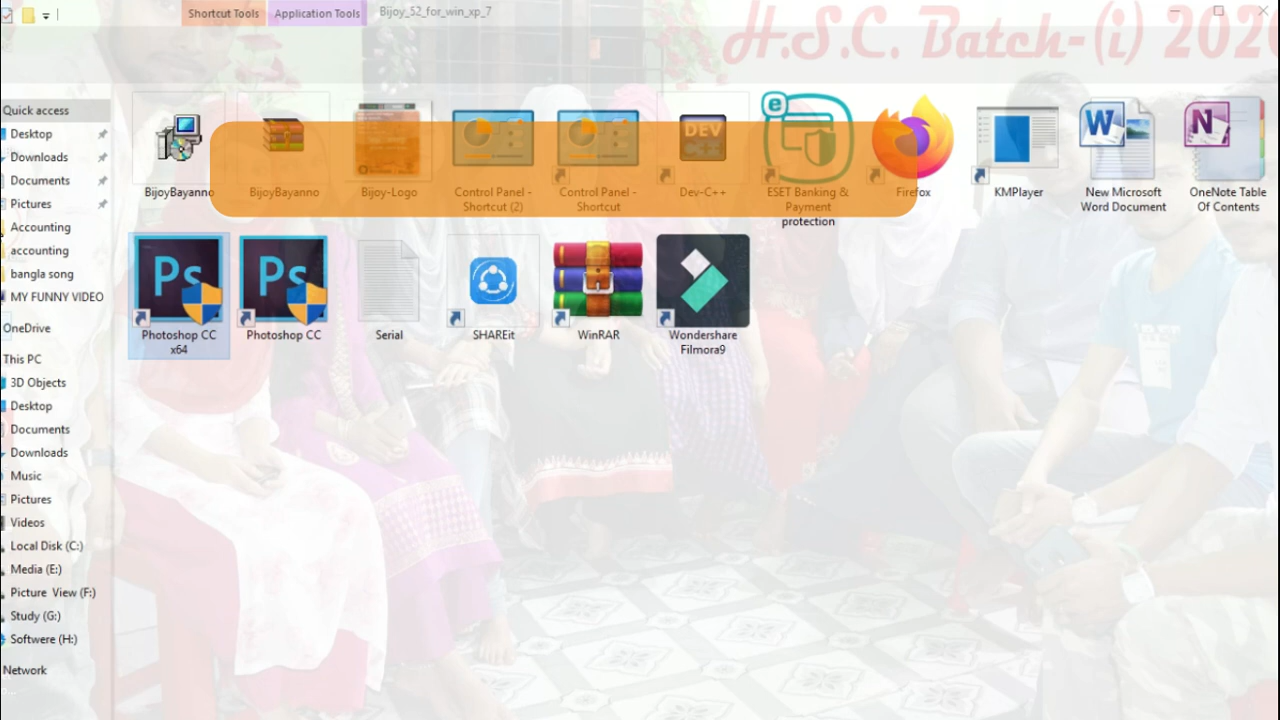 Shortcut Tools
Application Tools
Bijoy_52_for_win_xp_7
H.S.C. Batch-(i) 2020
Quick access
Desktop
Downloads
Documents
Pictures
Accounting
accounting
bangla song
MY FUNNY VIDEO
OneDrive
This PC
3D Objects
Desktop
Documents
Downloads
Music
Pictures
Videos
Local Disk (C:)
Media (E:)
Picture View (F:)
Study (G:)
Softwere (H:)
Network
BijoyBayanno
BijoyBayanno
Bijoy-Logo
Control Panel -
Shortcut (2)
Control Panel -
Shortcut
DEV
C++
Dev-C++
e
ESET Banking &
Payment
protection
Firefox
KMPlayer
W
New Microsoft
Word Document
N
OneNote Table
Of Contents
Ps
Photoshop CC
x64
Ps
Photoshop CC
Serial
SHAREit
WinRAR
Wondershare
Filmora9